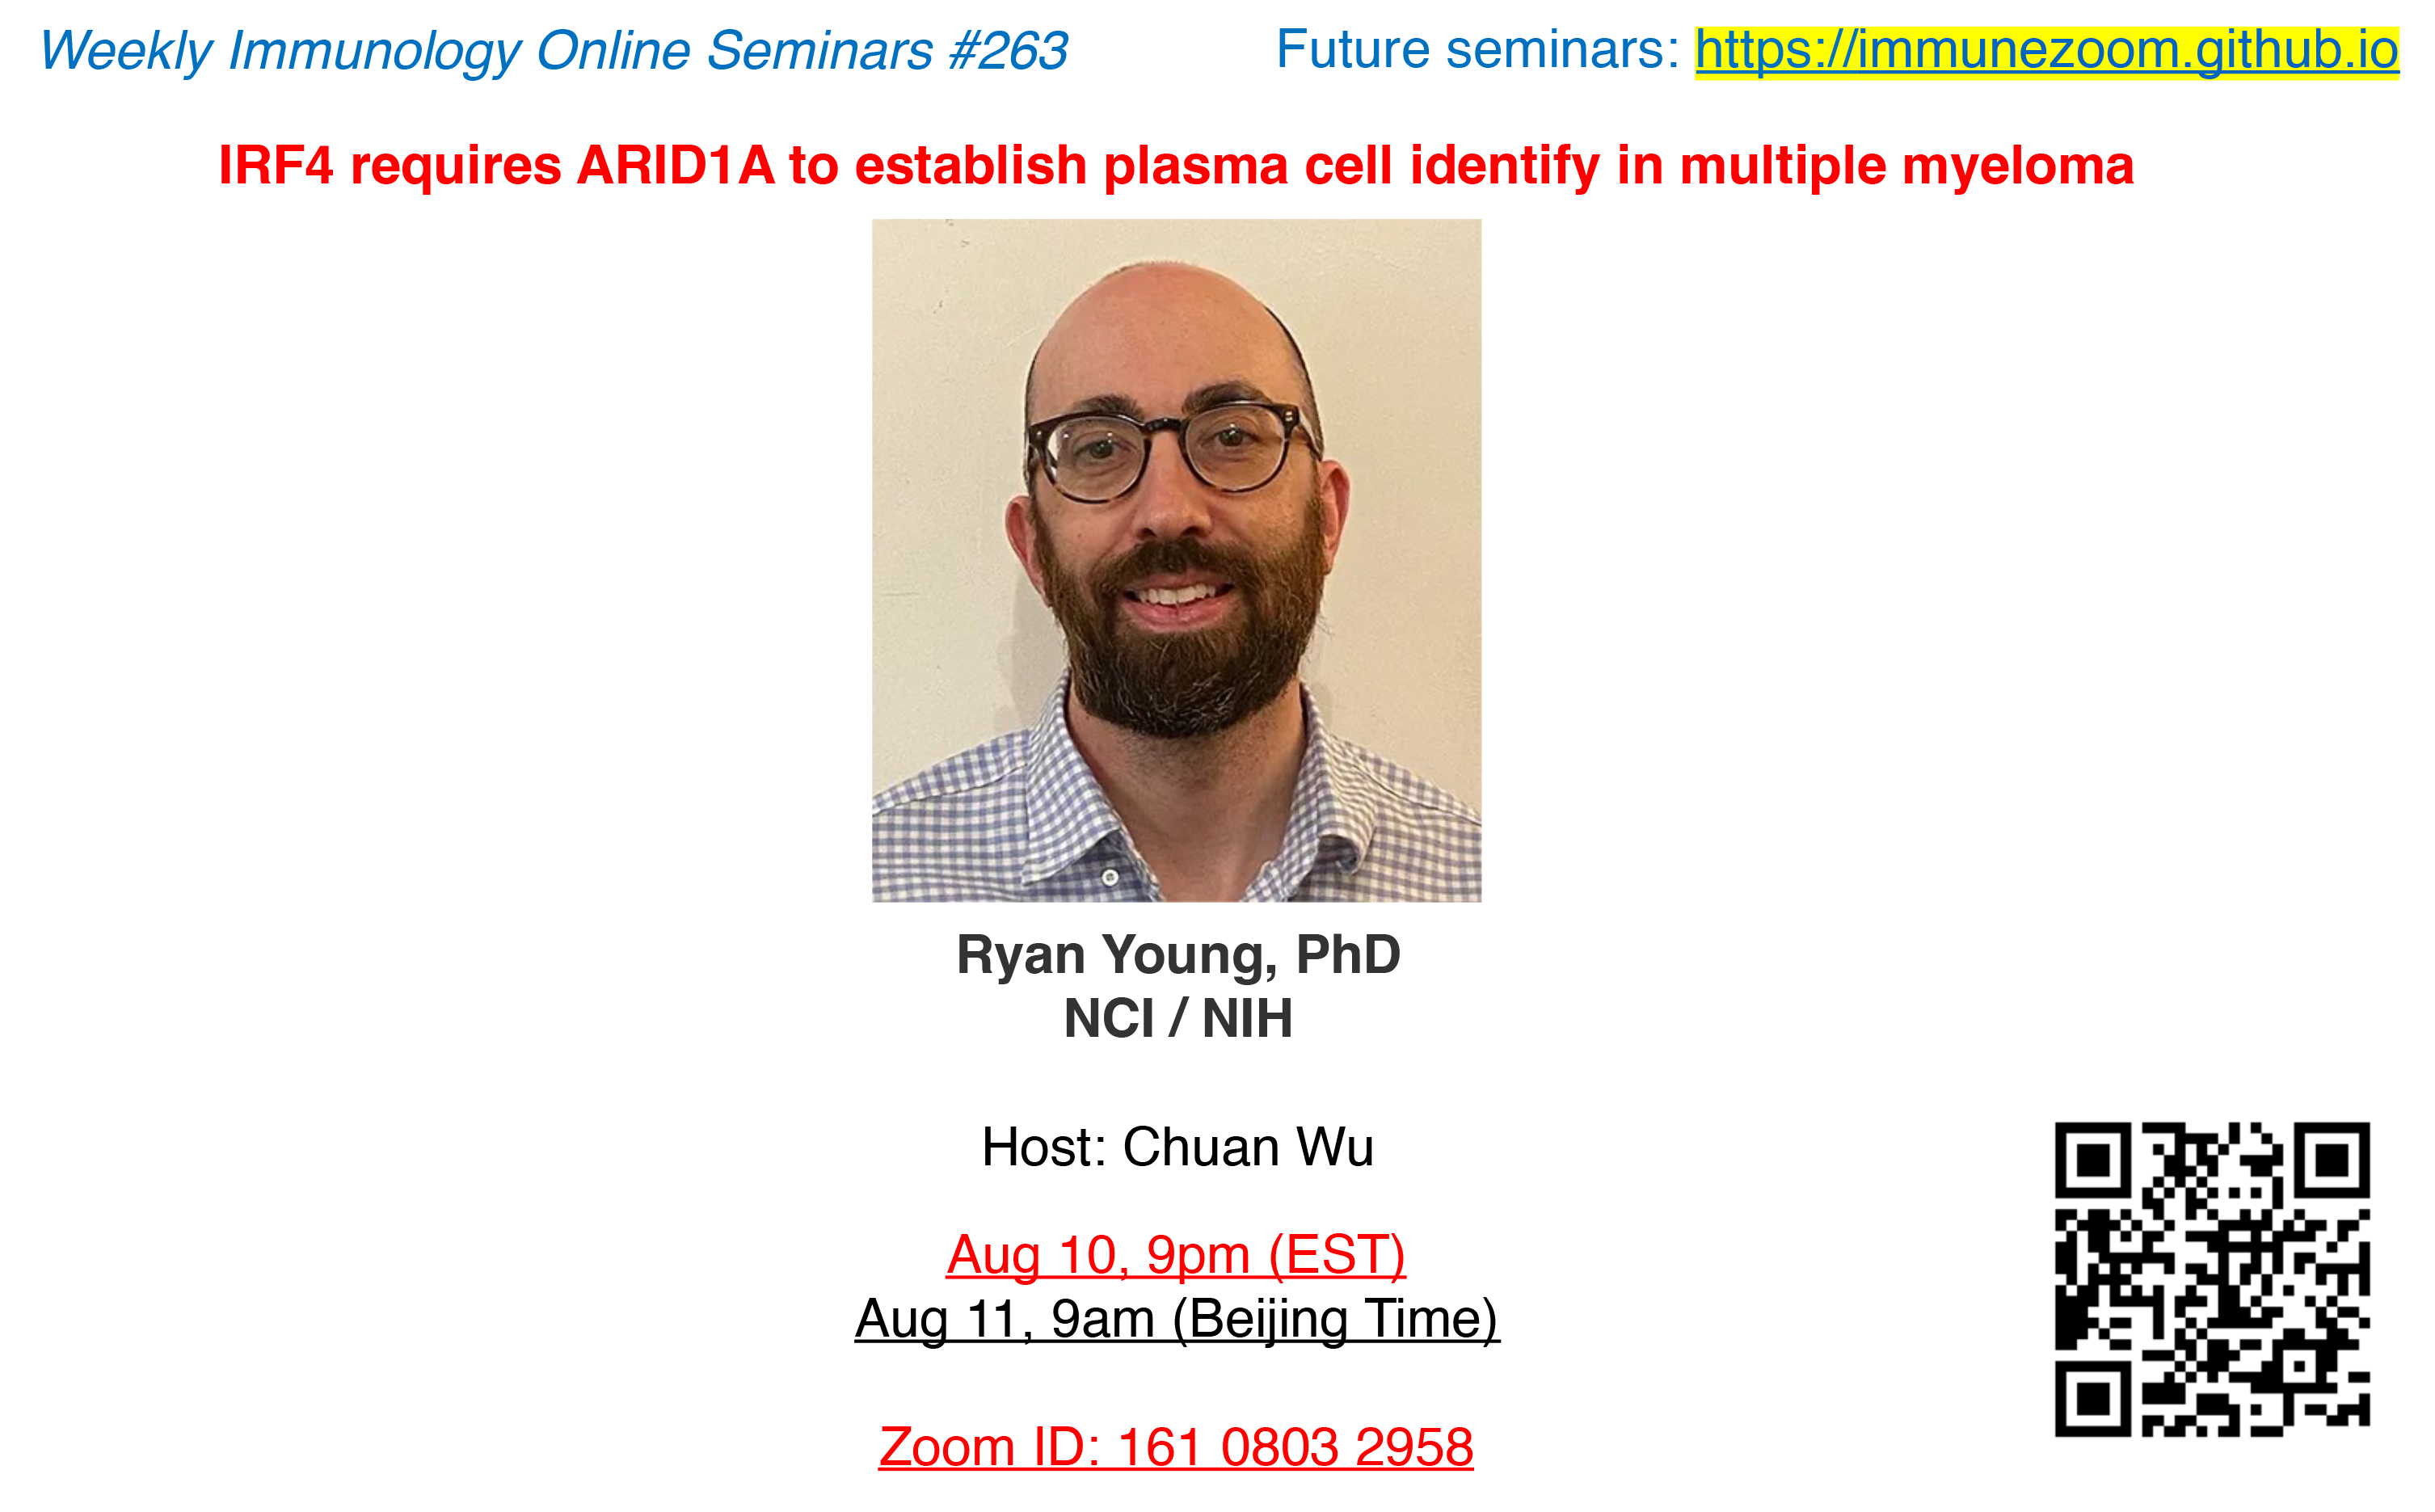 Weekly Immunology Online Seminars #263
Future seminars: https://immunezoom.github.io
IRF4 requires ARID1A to establish plasma cell identify in multiple myeloma
Ryan Young, PhD
NCI / NIH
Host: Chuan Wu
Aug 10, 9pm (EST)
Aug 11, 9am (Beijing Time)
Zoom ID: 161 0803 2958